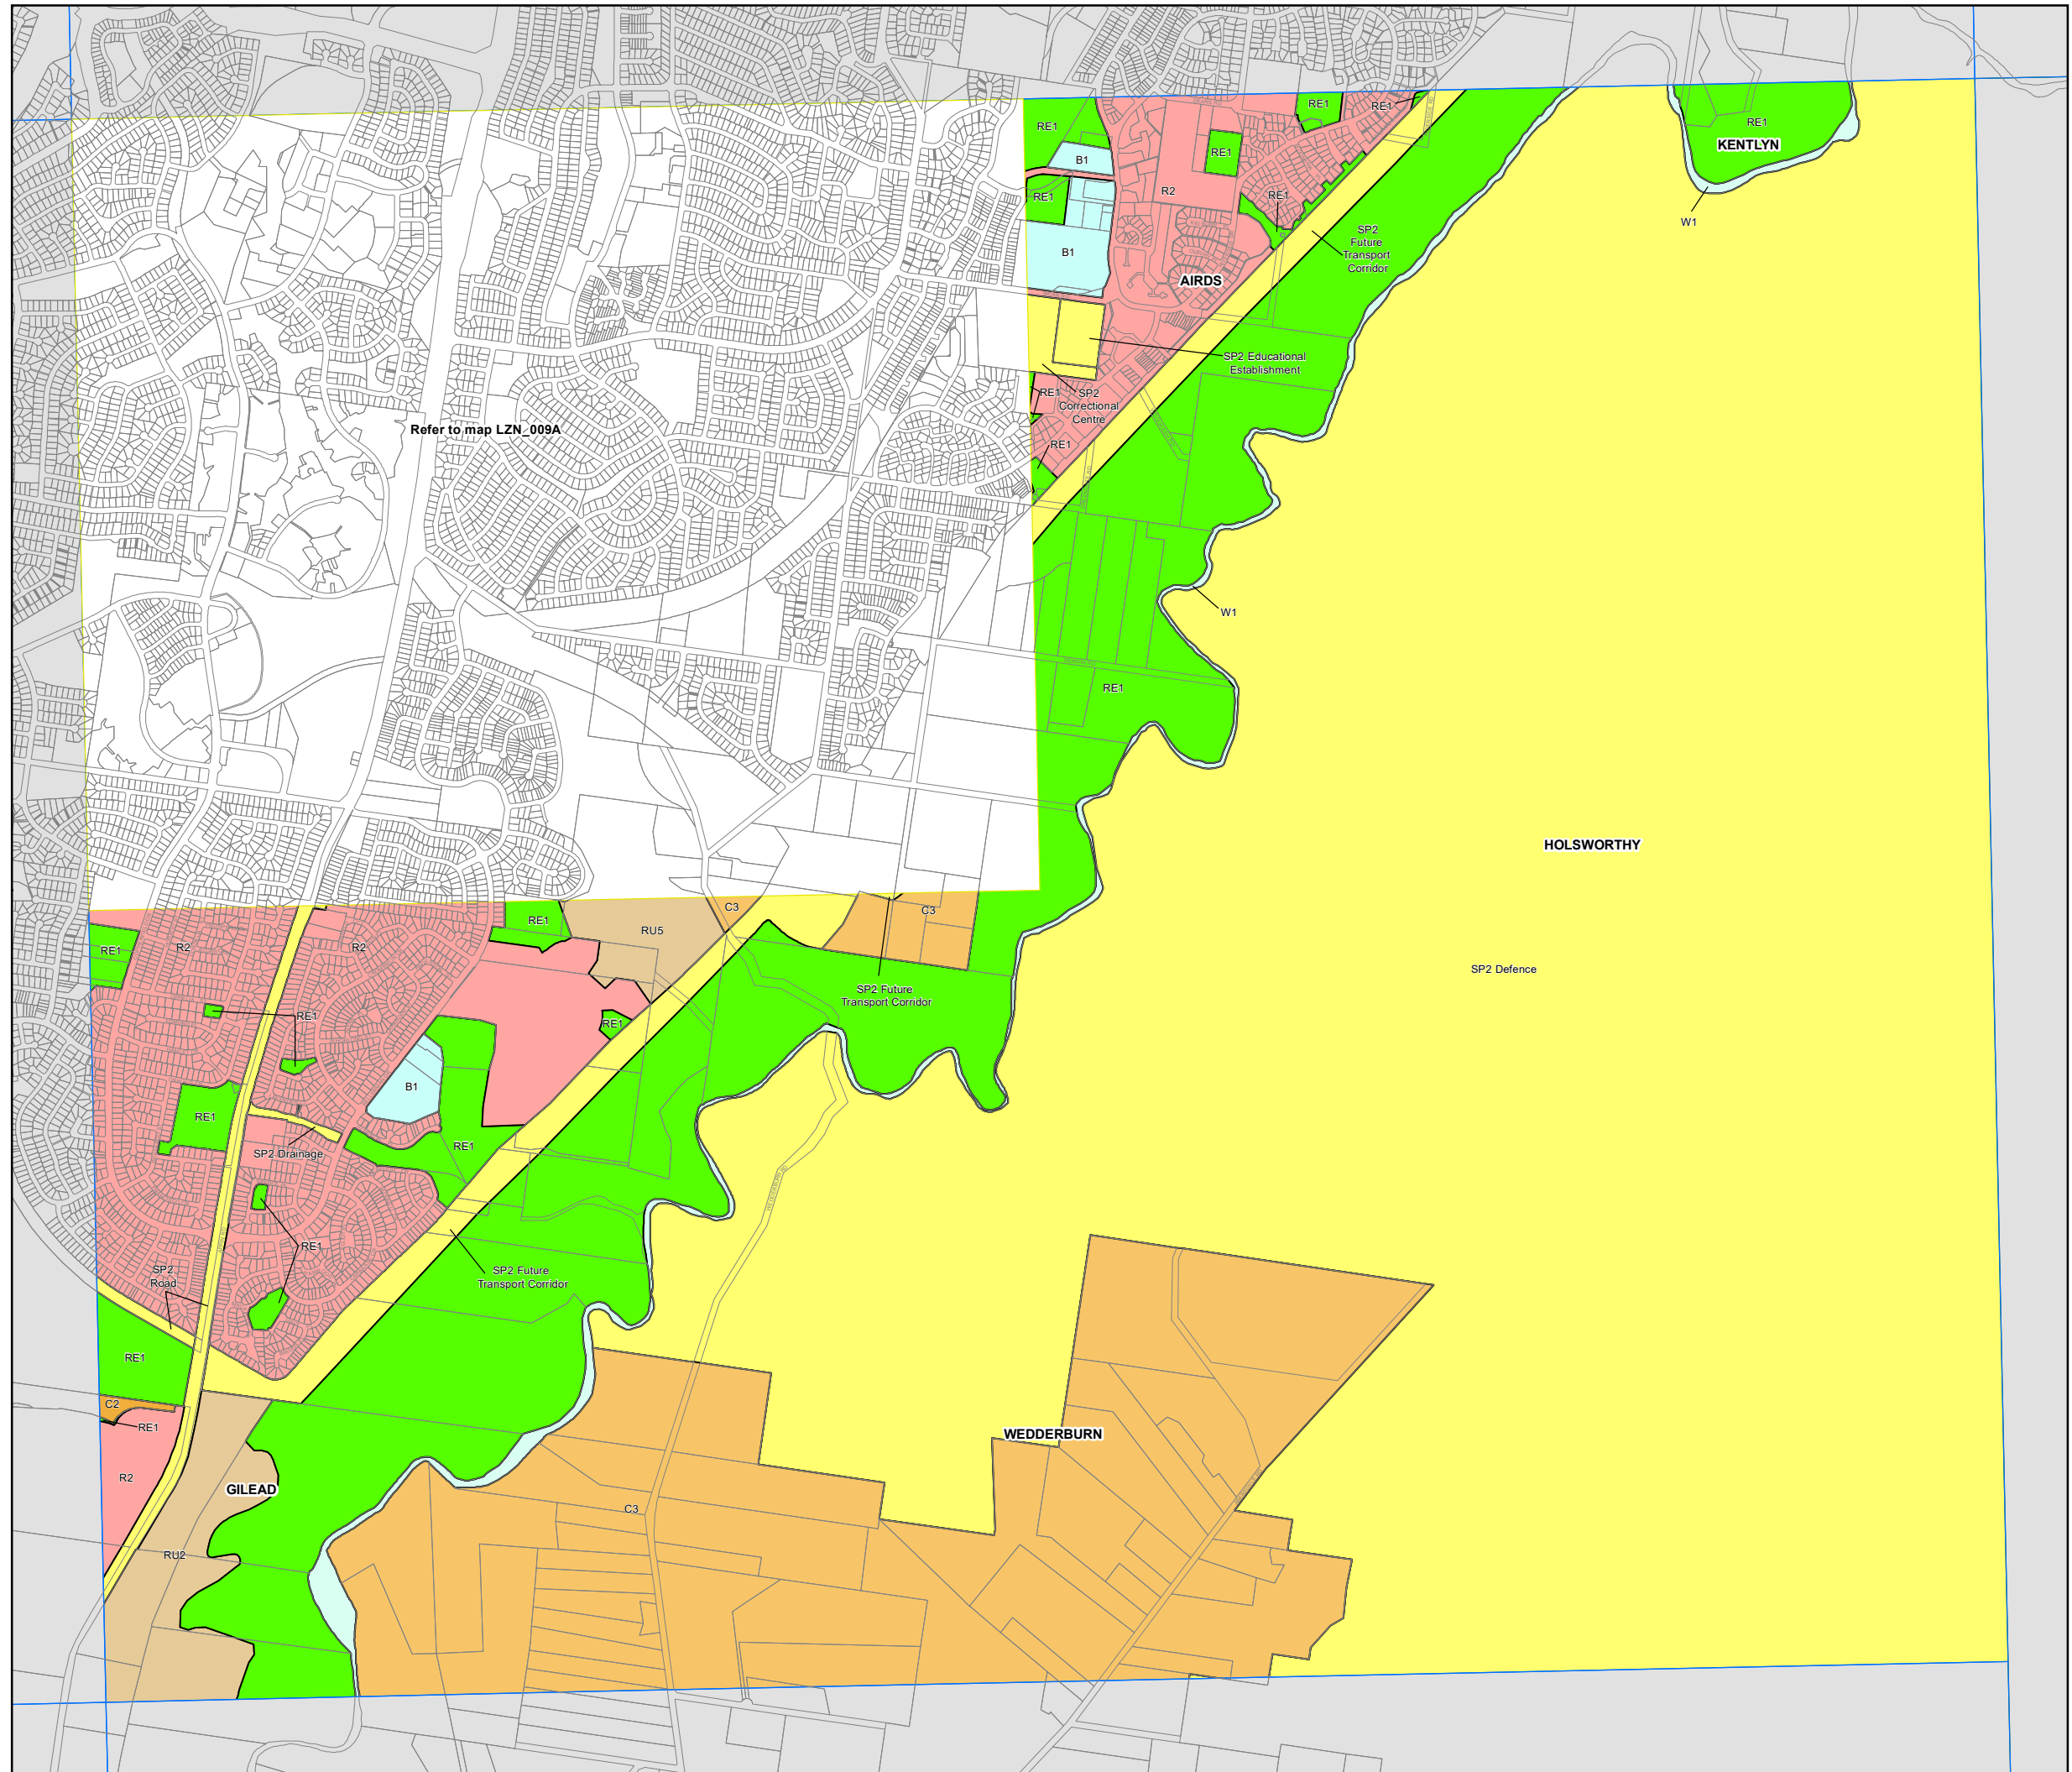 RE1
RE1
RE1
RE1
KENTLYN
B1
RE1
R2
RE1
RE1
W1
SP2
Future
Transport
Corridor
B1
AIRDS
SP2 Educational
Establishment
RE1
SP2
Correctional
Centre
Refer to map LZN_009A
RE1
W1
RE1
HOLSWORTHY
C3
C3
RE1
RU5
R2
R2
RE1
SP2 Defence
SP2 Future
Transport Corridor
RE1
RE1
B1
RE1
RE1
SP2 Drainage
WEDDERBURN RD
RE1
SP2
Road
SP2 Future
Transport Corridor
RE1
C2
RE1
WEDDERBURN
R2
GILEAD
C3
RU2